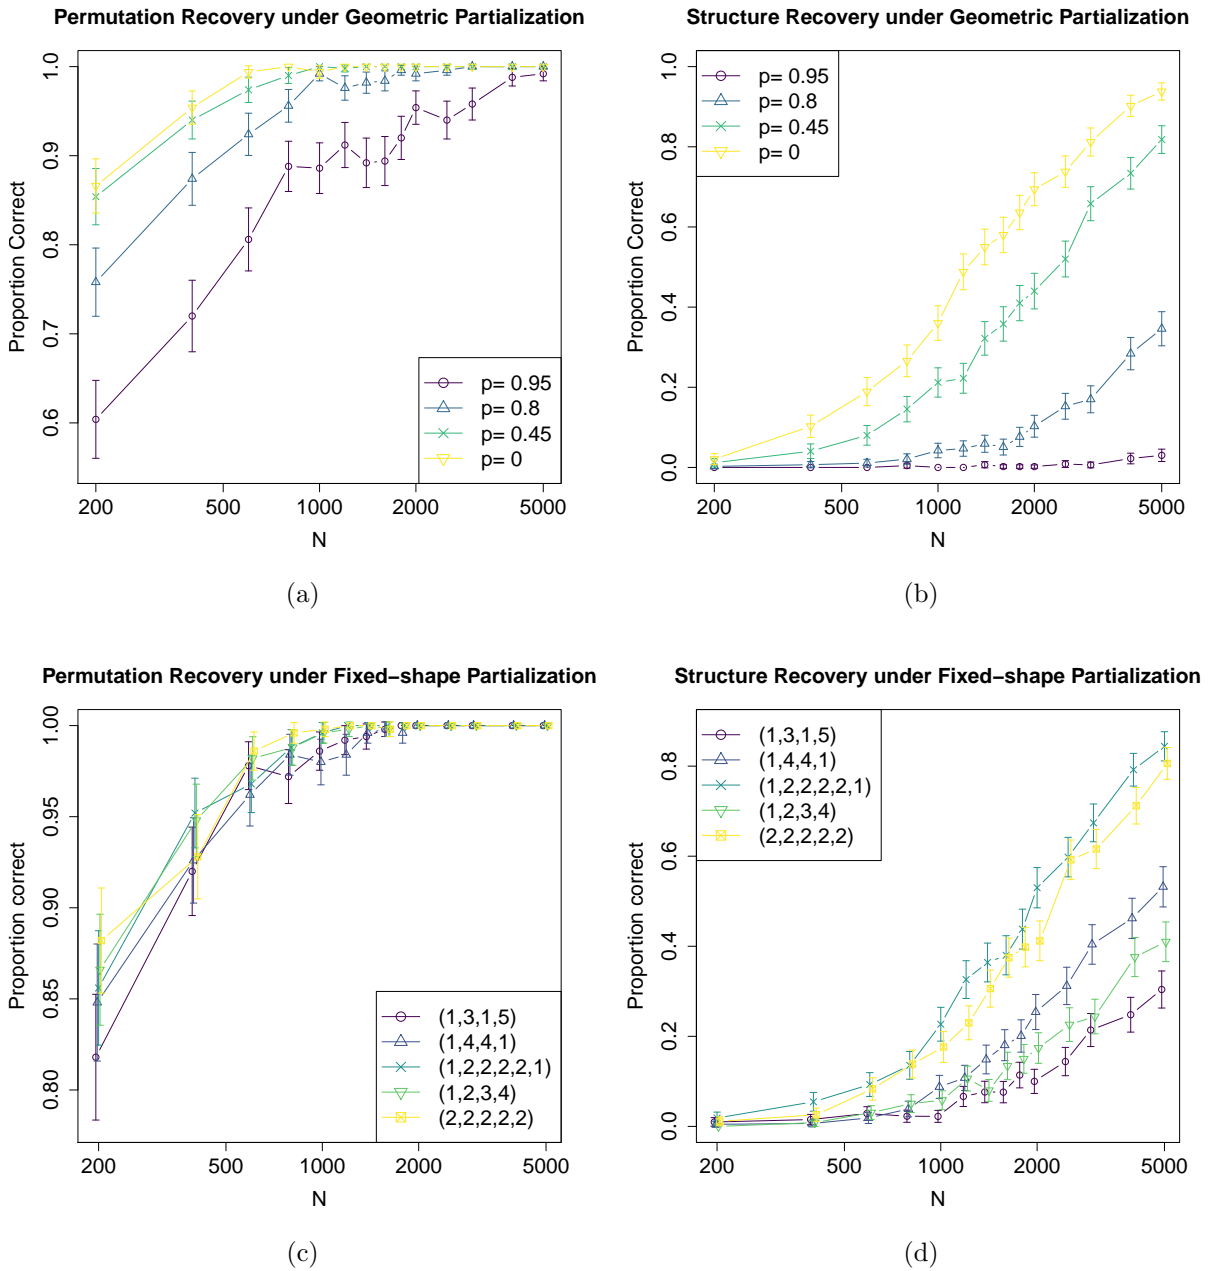 Permutation Recovery under Geometric Partialization
Proportion Correct
1.0
0.9
0.8
0.7
0.6
200
500
1000
2000
5000
N
p= 0.95
p= 0.8
p= 0.45
p= 0
(a)
Structure Recovery under Geometric Partialization
Proportion Correct
1.0
0.8
0.6
0.4
0.2
0.0
p= 0.95
p= 0.8
p= 0.45
p= 0
200
500
1000
2000
5000
N
(b)
Permutation Recovery under Fixed−shape Partialization
Proportion correct
1.00
0.95
0.90
0.85
0.80
(1,3,1,5)
(1,4,4,1)
(1,2,2,2,2,1)
(1,2,3,4)
(2,2,2,2,2)
200
500
1000
2000
5000
N
(c)
Structure Recovery under Fixed−shape Partialization
Proportion correct
0.8
0.6
0.4
0.2
0.0
(1,3,1,5)
(1,4,4,1)
(1,2,2,2,2,1)
(1,2,3,4)
(2,2,2,2,2)
200
500
1000
2000
5000
N
(d)